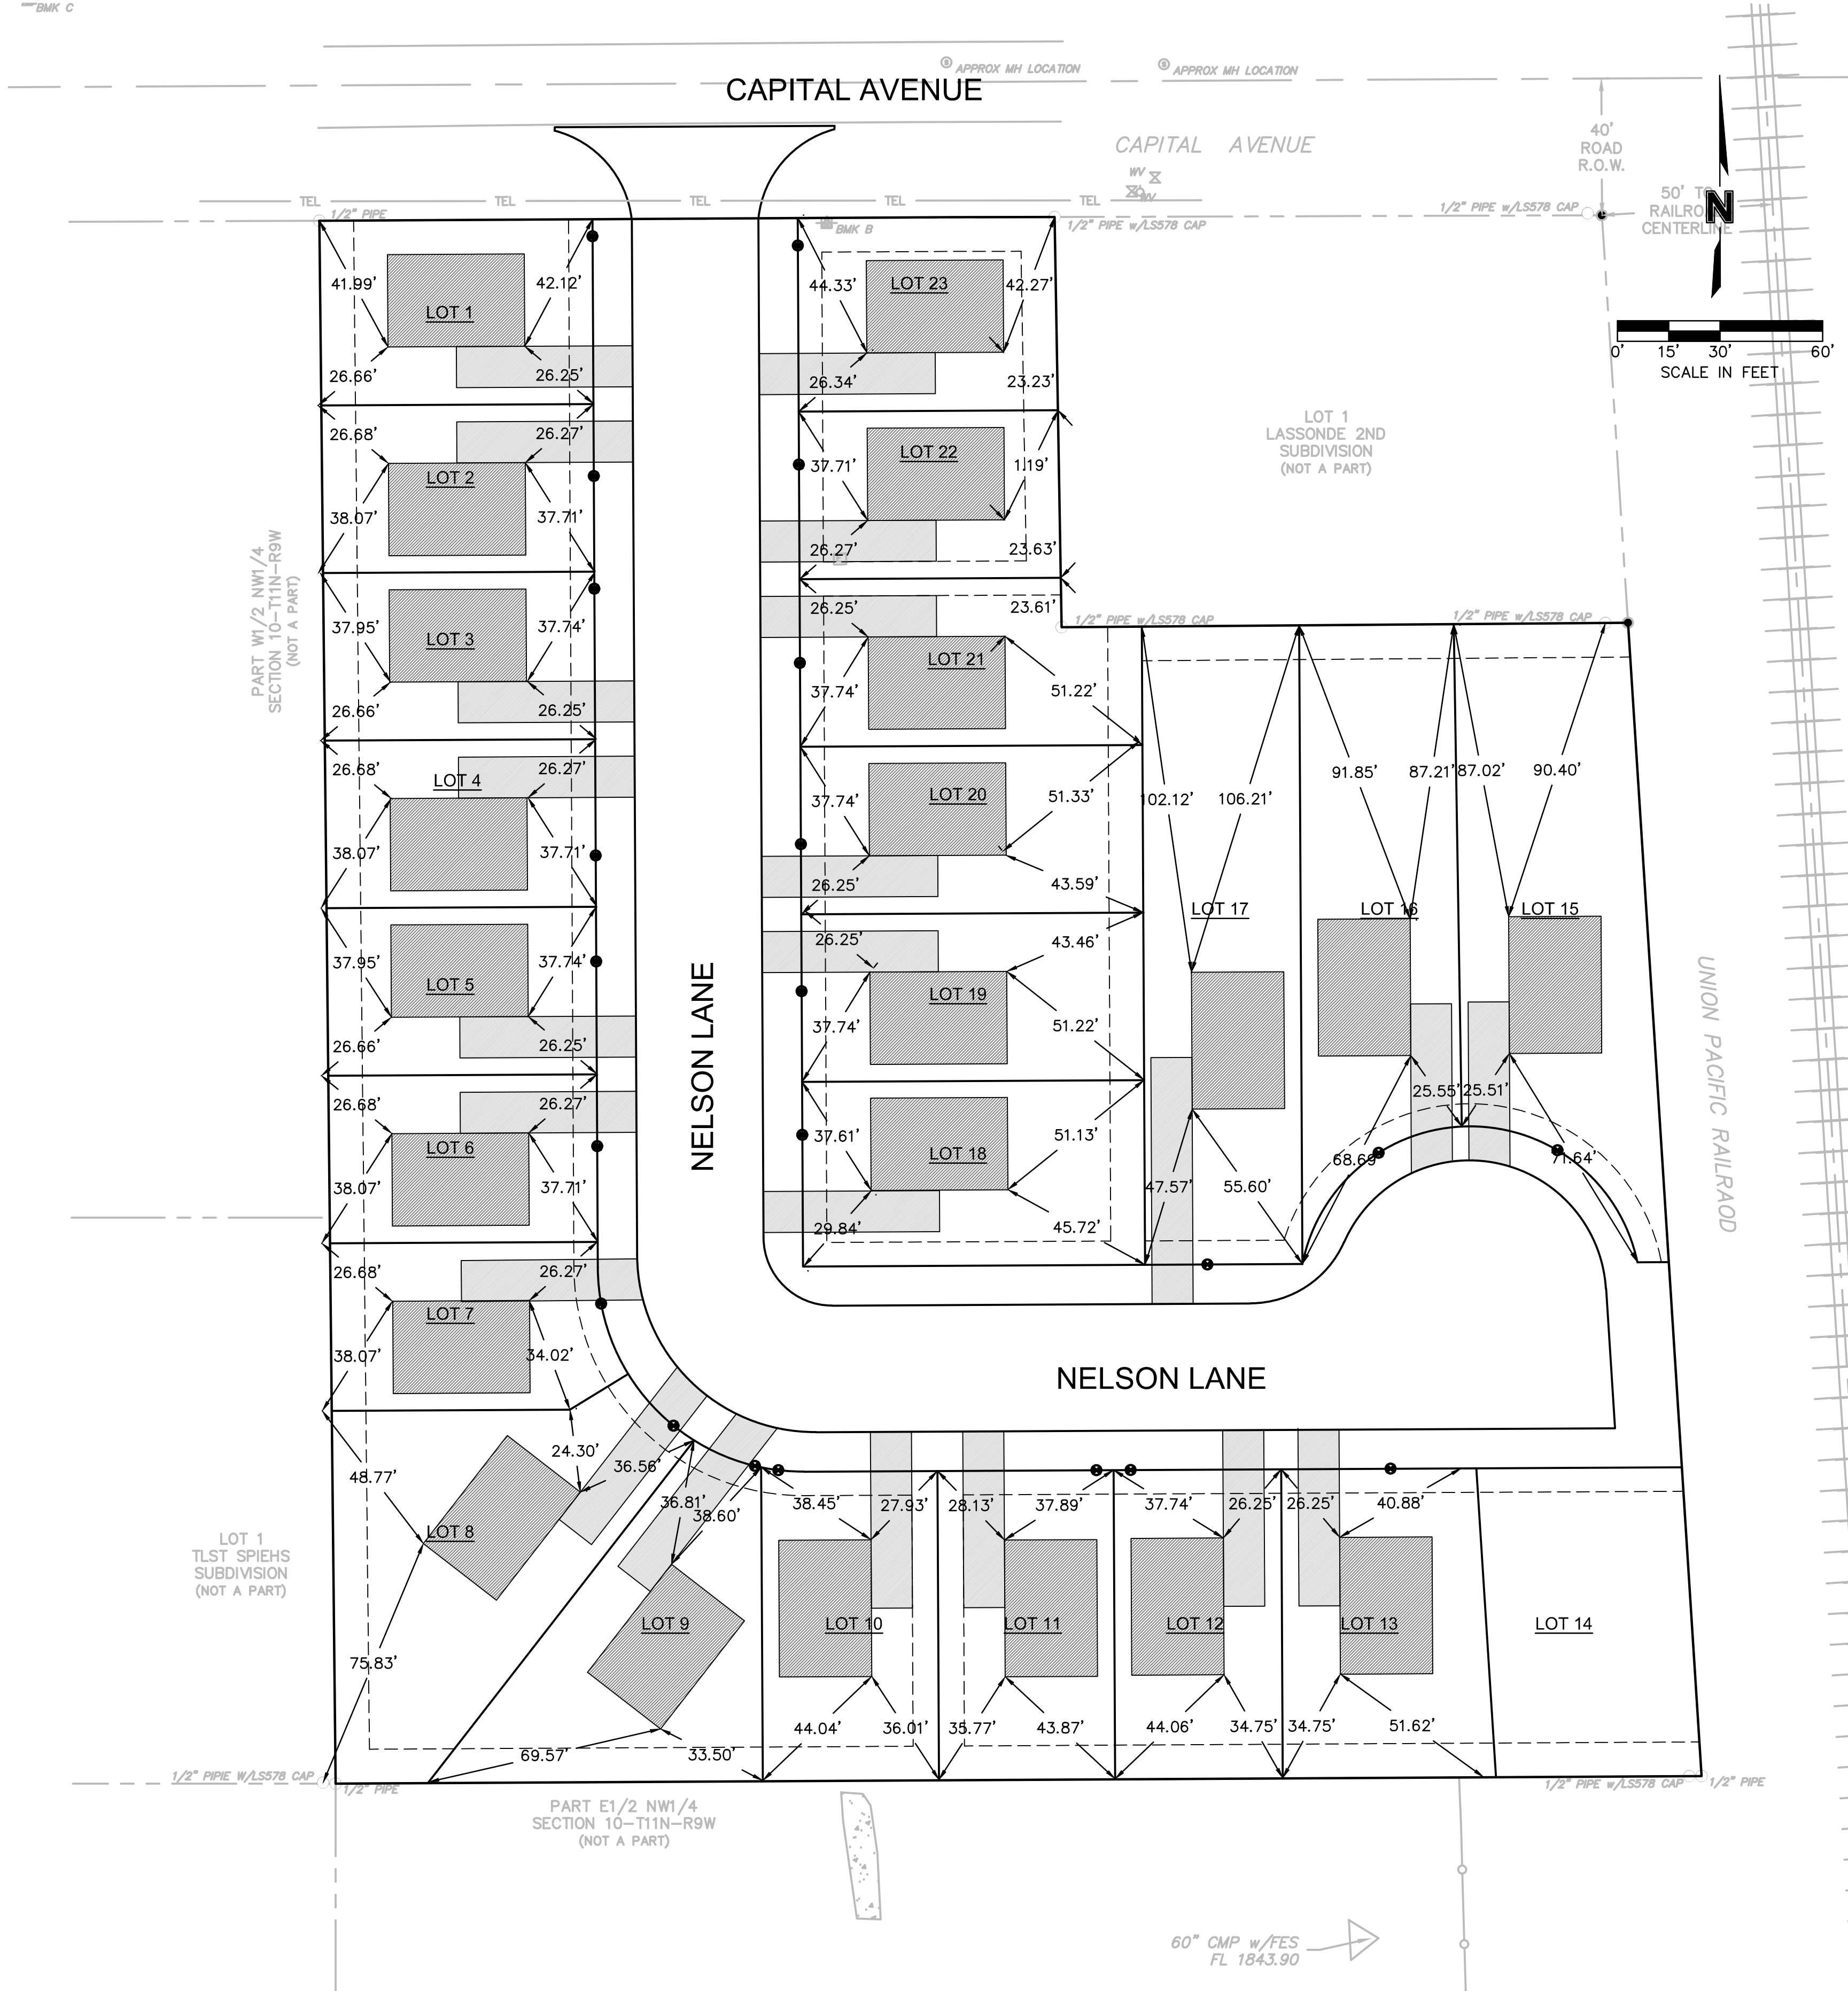 BMK C
APPROX MH LOCATION
APPROX MH LOCATION
CAPITAL AVENUE
CAPITAL AVENUE
WV
WV
40'
ROAD
R.O.W.
TEL
TEL
TEL
TEL
TEL
1/2" PIPE
BMK B
1/2" PIPE w/LS578 CAP
1/2" PIPE w/LS578 CAP
50' TO
RAILRO
CENTERLINE
N
0' 15' 30' 60'
SCALE IN FEET
41.99'
42.12'
LOT 1
26.66'
26.25'
44.33'
LOT 23
42.27'
26.34'
23.23'
26.68'
26.27'
LOT 2
38.07'
37.71'
37.71'
LOT 22
1.19'
26.27'
23.63'
LOT 1
LASSONDE 2ND
SUBDIVISION
(NOT A PART)
PART W1/2 NW1/4
SECTION 10-T11N-R9W
(NOT A PART)
37.95'
LOT 3
37.74'
26.66'
26.25'
26.25'
23.61'
1/2" PIPE w/LS578 CAP
1/2" PIPE w/LS578 CAP
LOT 21
37.74'
51.22'
26.68'
LOT 4
26.27'
38.07'
37.71'
37.74'
LOT 20
51.33'
26.25'
43.59'
102.12'
106.21'
91.85'
87.21'
87.02'
90.40'
LOT 17
LOT 16
LOT 15
37.95'
LOT 5
37.74'
26.66'
26.25'
26.25'
43.46'
LOT 19
37.74'
51.22'
NELSON LANE
UNION PACIFIC RAILRAOD
26.68'
26.27'
LOT 6
38.07'
37.71'
37.61'
LOT 18
51.13'
29.84'
45.72'
47.57'
55.60'
25.55'
25.51'
68.69'
71.64'
26.68'
26.27'
LOT 7
38.07'
34.02'
NELSON LANE
48.77'
24.30'
36.56'
LOT 8
75.83'
36.81'
38.60'
LOT 9
69.57'
33.50'
38.45'
27.93'
28.13'
37.89'
37.74'
26.25'
26.25'
40.88'
LOT 10
LOT 11
LOT 12
LOT 13
LOT 14
44.04'
36.01'
35.77'
43.87'
44.06'
34.75'
34.75'
51.62'
LOT 1
TLST SPIEHS
SUBDIVISION
(NOT A PART)
1/2" PIPIE W/LS578 CAP
1/2" PIPE
1/2" PIPE w/LS578 CAP
1/2" PIPE
PART E1/2 NW1/4
SECTION 10-T11N-R9W
(NOT A PART)
60" CMP w/FES
FL 1843.90